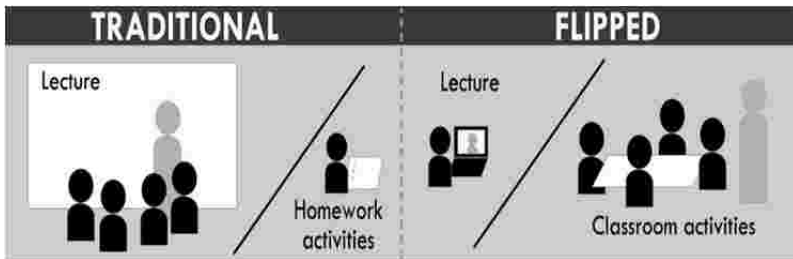 TRADITIONAL
Lecture
Homework
activities
FLIPPED
Lecture
Classroom activities